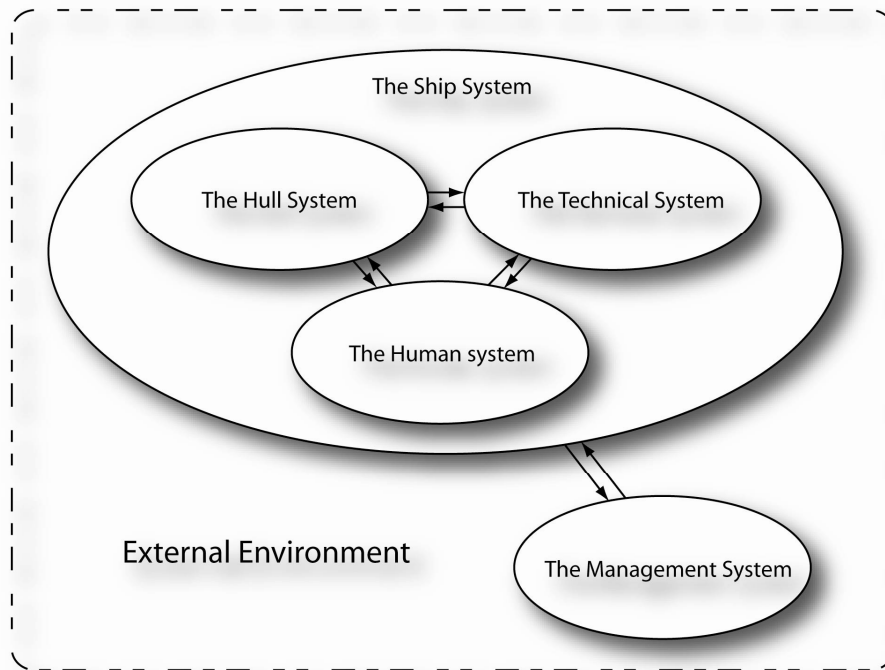 The Ship System
The Hull System
The Technical System
The Human system
External Environment
The Management System